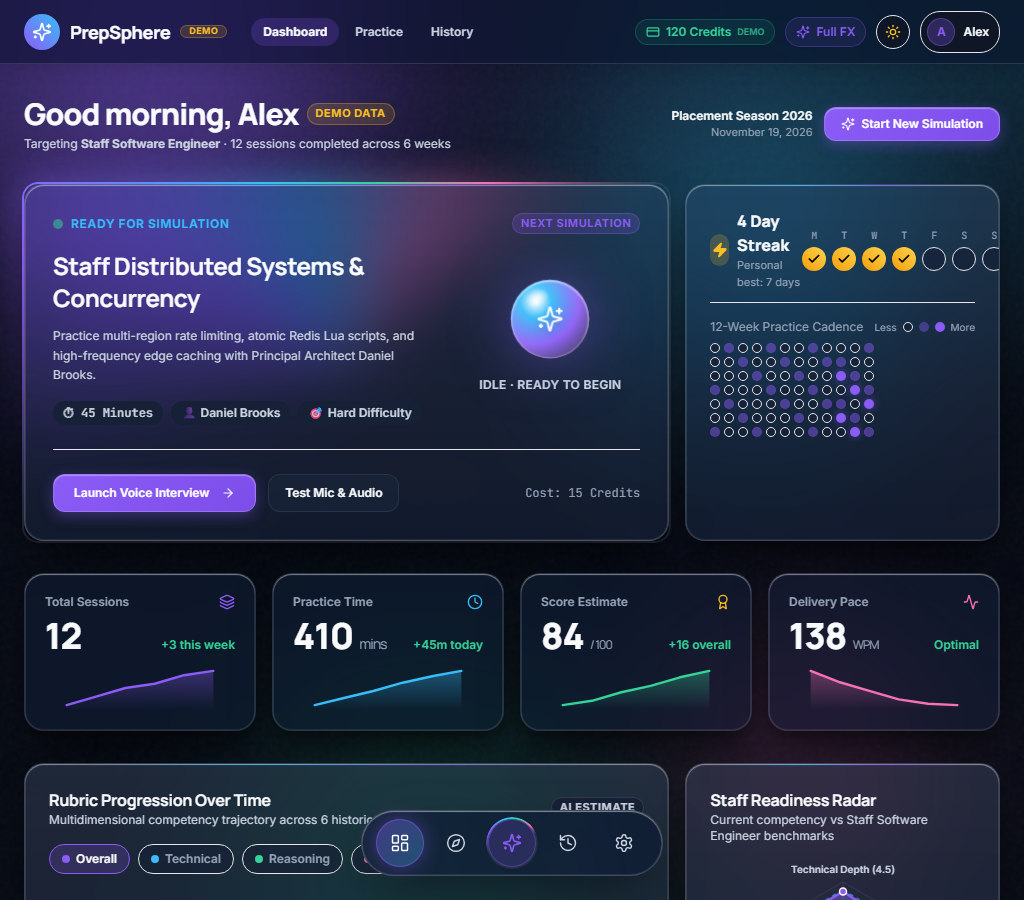 PrepSphere DEMO
Dashboard
Practice
History
120 Credits DEMO
Full FX
A Alex
Good morning, Alex DEMO DATA
Targeting Staff Software Engineer · 12 sessions completed across 6 weeks
Placement Season 2026
November 19, 2026
Start New Simulation
READY FOR SIMULATION
NEXT SIMULATION
Staff Distributed Systems &
Concurrency
Practice multi-region rate limiting, atomic Redis Lua scripts, and
high-frequency edge caching with Principal Architect Daniel
Brooks.
45 Minutes
Daniel Brooks
Hard Difficulty
IDLE · READY TO BEGIN
Launch Voice Interview
Test Mic & Audio
Cost: 15 Credits
4 Day
Streak
Personal
best: 7 days
M T W T F S S
12-Week Practice Cadence
Less More
Total Sessions
12
+3 this week
Practice Time
410 mins
+45m today
Score Estimate
84 /100
+16 overall
Delivery Pace
138 WPM
Optimal
Rubric Progression Over Time
AI ESTIMATE
Multidimensional competency trajectory across 6 historic
Overall
Technical
Reasoning
Staff Readiness Radar
Current competency vs Staff Software
Engineer benchmarks
Technical Depth (4.5)